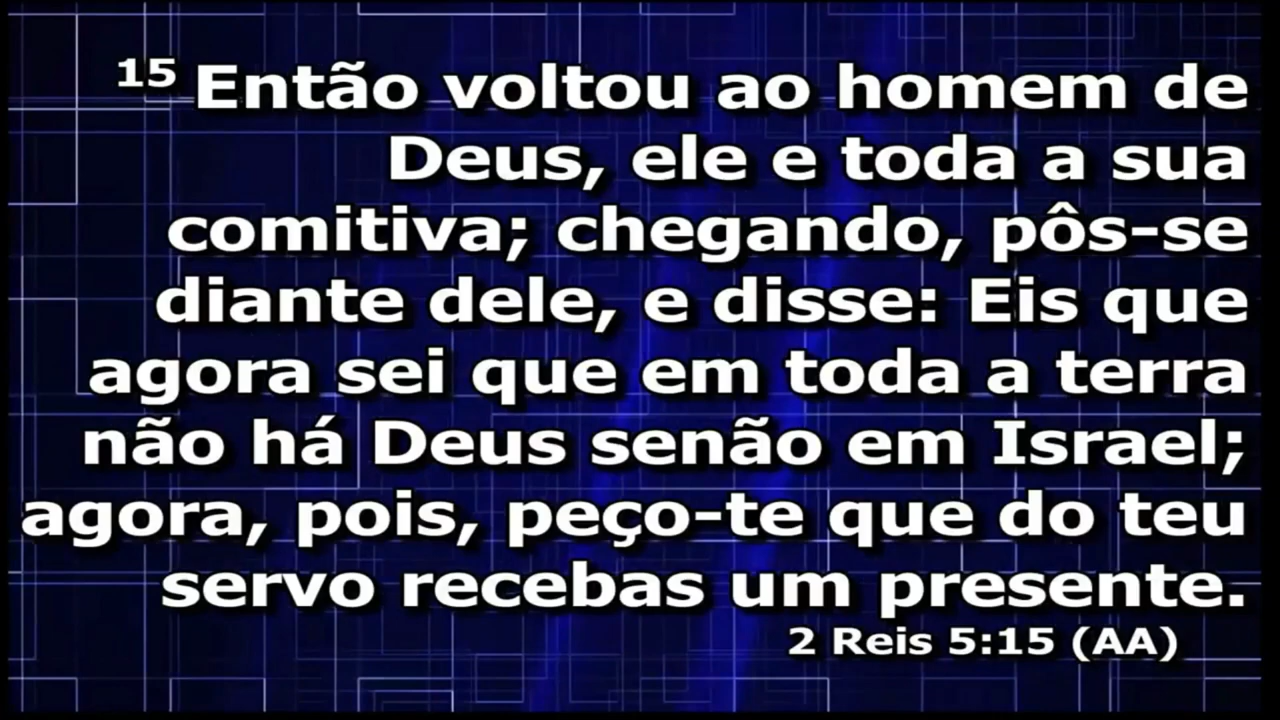 15 Então voltou ao homem de
Deus, ele e toda a sua
comitiva; chegando, pôs-se
diante dele, e disse: Eis que
agora sei que em toda a terra
não há Deus senão em Israel;
agora, pois, peço-te que do teu
servo recebas um presente.
2 Reis 5:15 (AA)